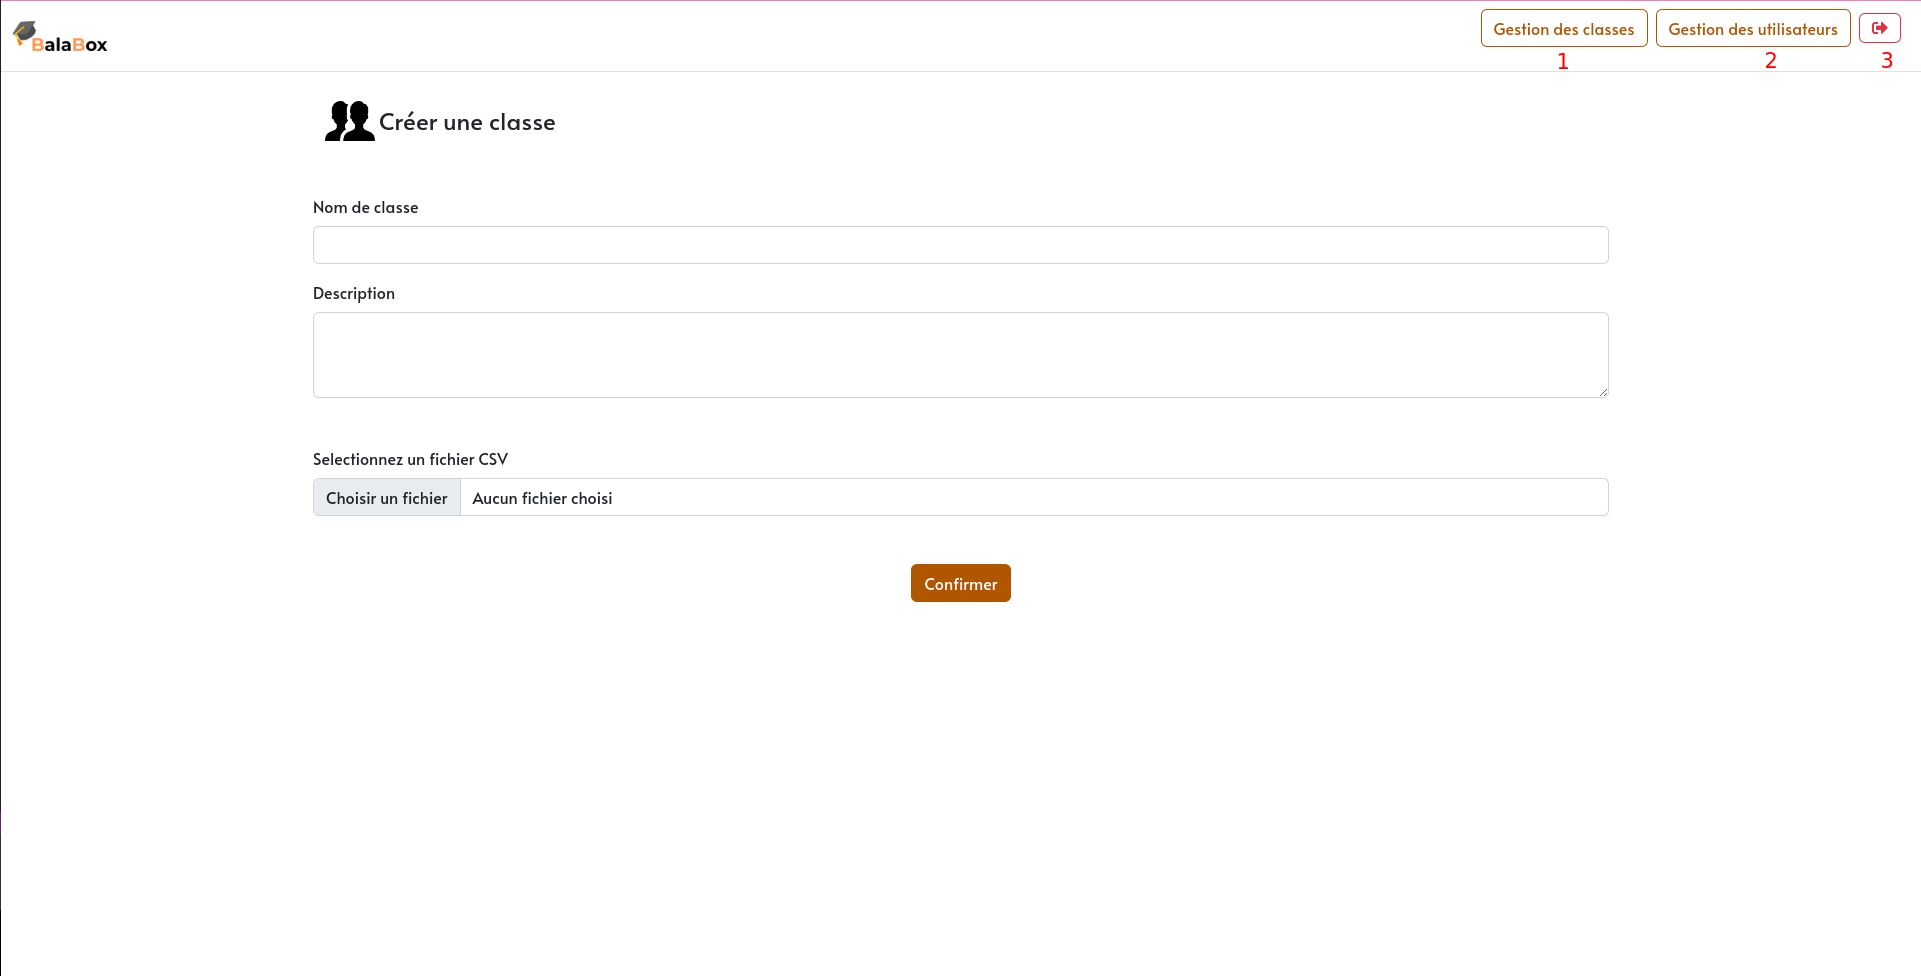 BalaBox
Gestion des classes
Gestion des utilisateurs
1
2
3
Créer une classe
Nom de classe
Description
Selectionnez un fichier CSV
Choisir un fichier
Aucun fichier choisi
Confirmer